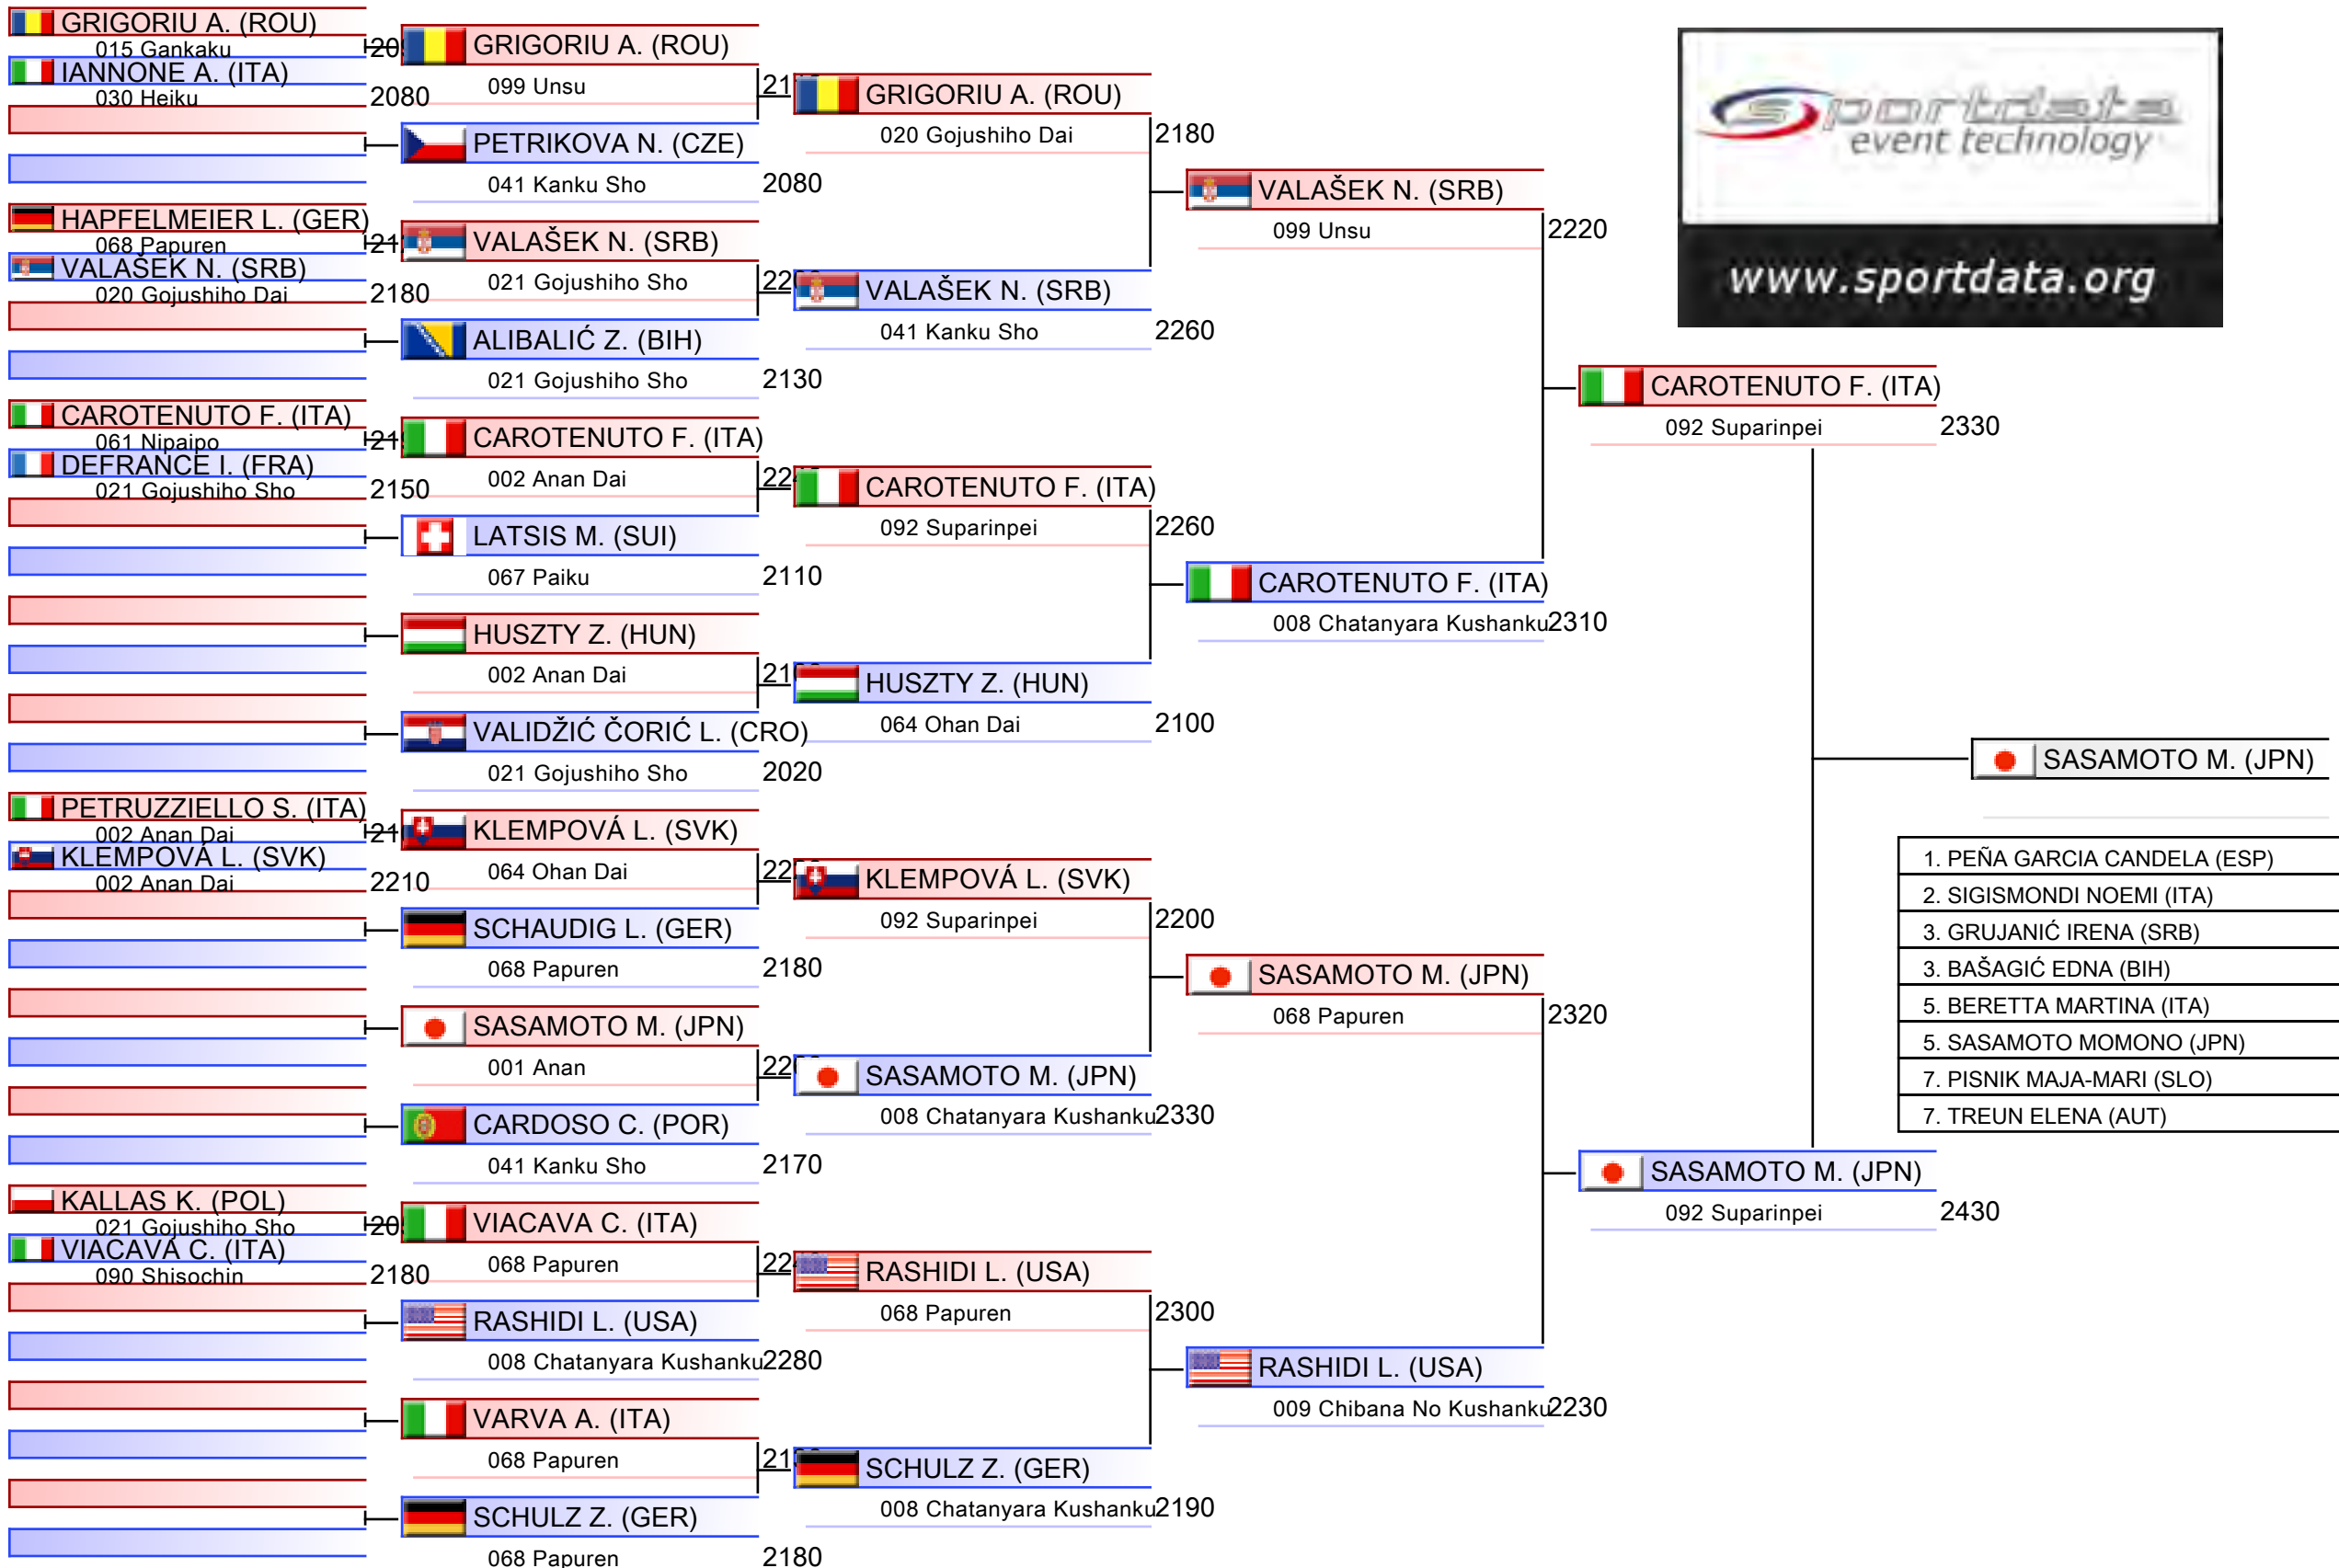 GRIGORIU A. (ROU)
015 Gankaku
IANNONE A. (ITA)
030 Heiku
2080
HAPFELMEIER L. (GER)
068 Papuren
VALAŠEK N. (SRB)
020 Gojushiho Dai
2180
CAROTENUTO F. (ITA)
061 Nipaipo
DEFRANCE I. (FRA)
021 Gojushiho Sho
2150
PETRUZZIELLO S. (ITA)
002 Anan Dai
KLEMPOVÁ L. (SVK)
002 Anan Dai
2210
KALLAS K. (POL)
021 Gojushiho Sho
VIACAVA C. (ITA)
090 Shisochin
2180
GRIGORIU A. (ROU)
099 Unsu
PETRIKOVA N. (CZE)
041 Kanku Sho
2080
VALAŠEK N. (SRB)
021 Gojushiho Sho
ALIBALIĆ Z. (BIH)
021 Gojushiho Sho
2130
CAROTENUTO F. (ITA)
002 Anan Dai
LATSIS M. (SUI)
067 Paiku
2110
HUSZTY Z. (HUN)
002 Anan Dai
VALIDŽIĆ ČORIĆ L. (CRO)
021 Gojushiho Sho
2020
KLEMPOVÁ L. (SVK)
064 Ohan Dai
SCHAUDIG L. (GER)
068 Papuren
2180
SASAMOTO M. (JPN)
001 Anan
CARDOSO C. (POR)
041 Kanku Sho
2170
VIACAVA C. (ITA)
068 Papuren
RASHIDI L. (USA)
008 Chatanyara Kushanku
2280
VARVA A. (ITA)
068 Papuren
SCHULZ Z. (GER)
068 Papuren
2180
GRIGORIU A. (ROU)
020 Gojushiho Dai
2180
VALAŠEK N. (SRB)
041 Kanku Sho
2260
CAROTENUTO F. (ITA)
092 Suparinpei
2260
HUSZTY Z. (HUN)
064 Ohan Dai
2100
KLEMPOVÁ L. (SVK)
092 Suparinpei
2200
SASAMOTO M. (JPN)
008 Chatanyara Kushanku
2330
RASHIDI L. (USA)
068 Papuren
2300
SCHULZ Z. (GER)
008 Chatanyara Kushanku
2190
VALAŠEK N. (SRB)
099 Unsu
2220
CAROTENUTO F. (ITA)
008 Chatanyara Kushanku
2310
SASAMOTO M. (JPN)
068 Papuren
2320
RASHIDI L. (USA)
009 Chibana No Kushanku
2230
CAROTENUTO F. (ITA)
092 Suparinpei
2330
SASAMOTO M. (JPN)
092 Suparinpei
2430
SASAMOTO M. (JPN)
sportdata
event technology
www.sportdata.org
1. PEÑA GARCIA CANDELA (ESP)
2. SIGISMONDI NOEMI (ITA)
3. GRUJANIĆ IRENA (SRB)
3. BAŠAGIĆ EDNA (BIH)
5. BERETTA MARTINA (ITA)
5. SASAMOTO MOMONO (JPN)
7. PISNIK MAJA-MARI (SLO)
7. TREUN ELENA (AUT)